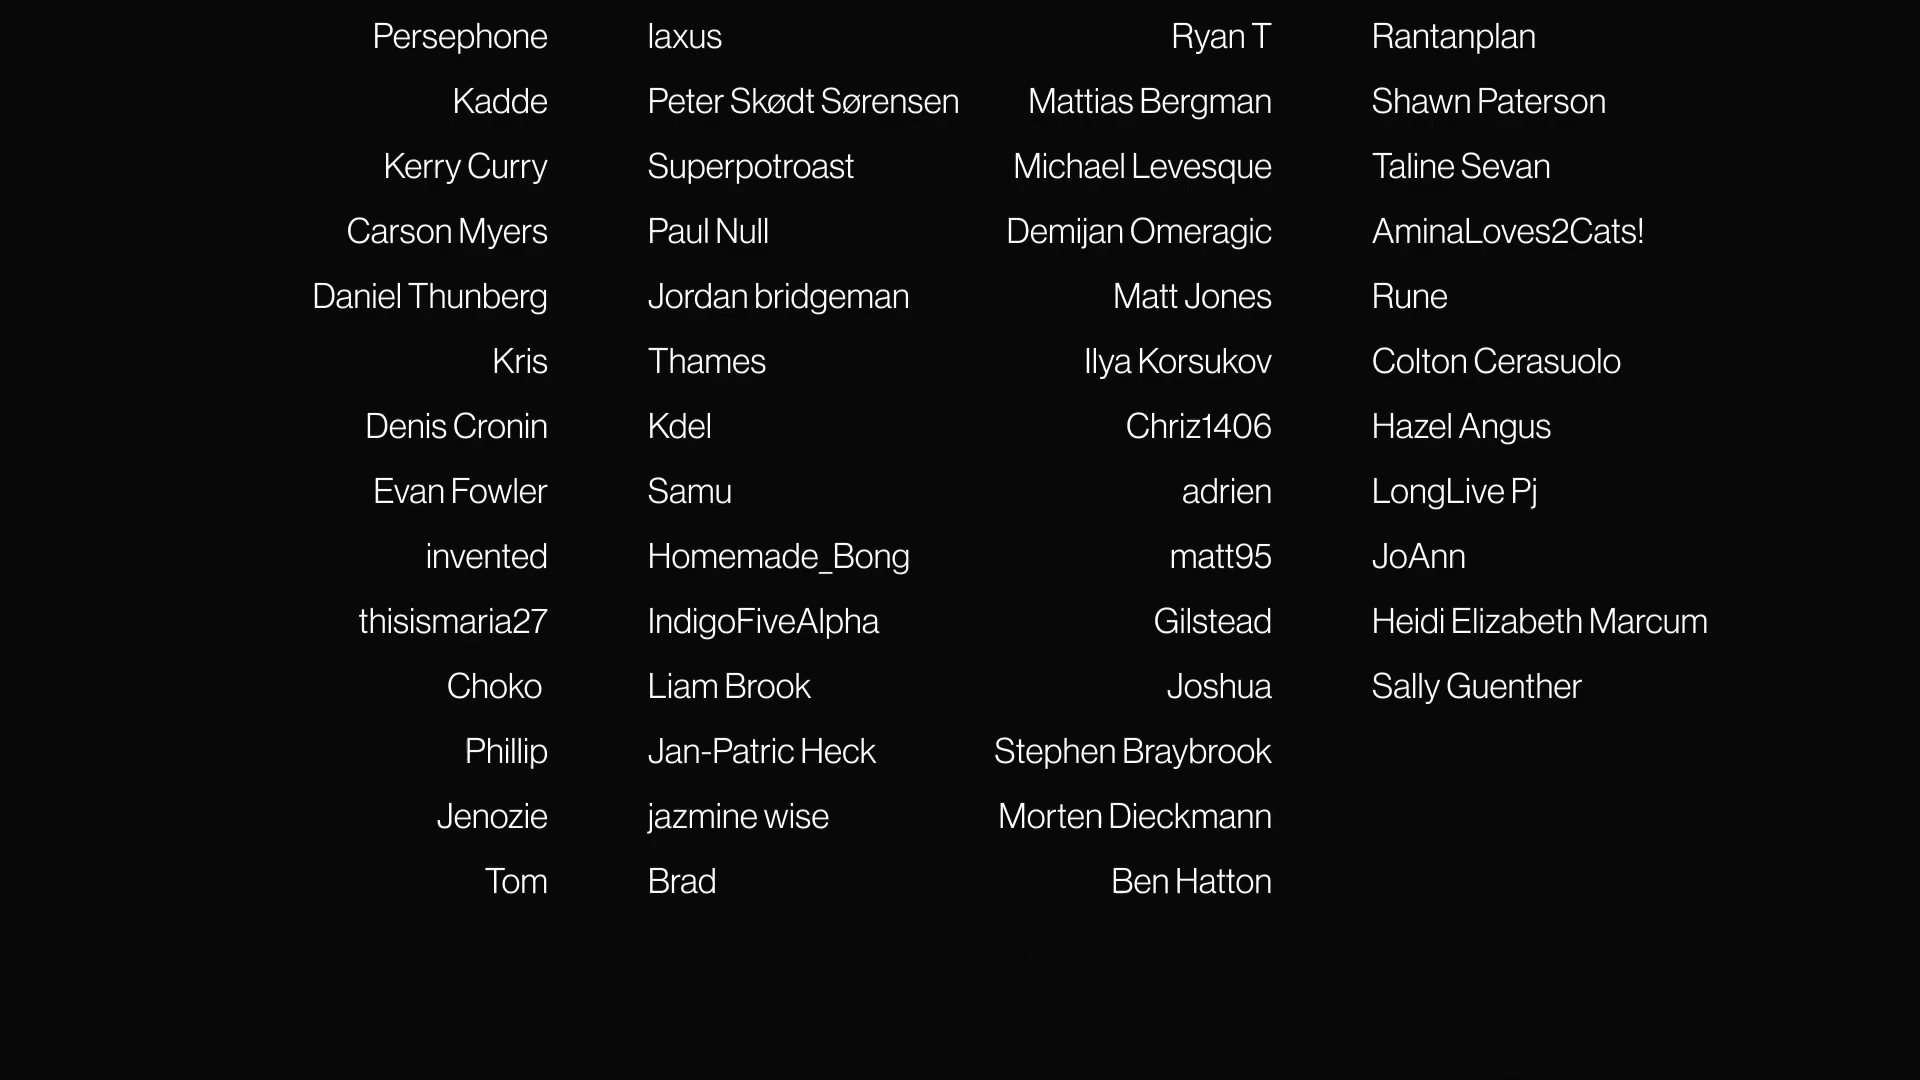 Persephone laxus Ryan T Rantanplan
Kadde Peter Skødt Sørensen Mattias Bergman Shawn Paterson
Kerry Curry Superpotroast Michael Levesque Taline Sevan
Carson Myers Paul Null Demijan Omeragic AminaLoves2Cats!
Daniel Thunberg Jordan bridgeman Matt Jones Rune
Kris Thames Ilya Korsukov Colton Cerasuolo
Denis Cronin Kdel Chriz1406 Hazel Angus
Evan Fowler Samu adrien LongLive Pj
invented Homemade_Bong matt95 JoAnn
thisismaria27 IndigoFiveAlpha Gilstead Heidi Elizabeth Marcum
Choko Liam Brook Joshua Sally Guenther
Phillip Jan-Patric Heck Stephen Braybrook
Jenozie jazmine wise Morten Dieckmann
Tom Brad Ben Hatton